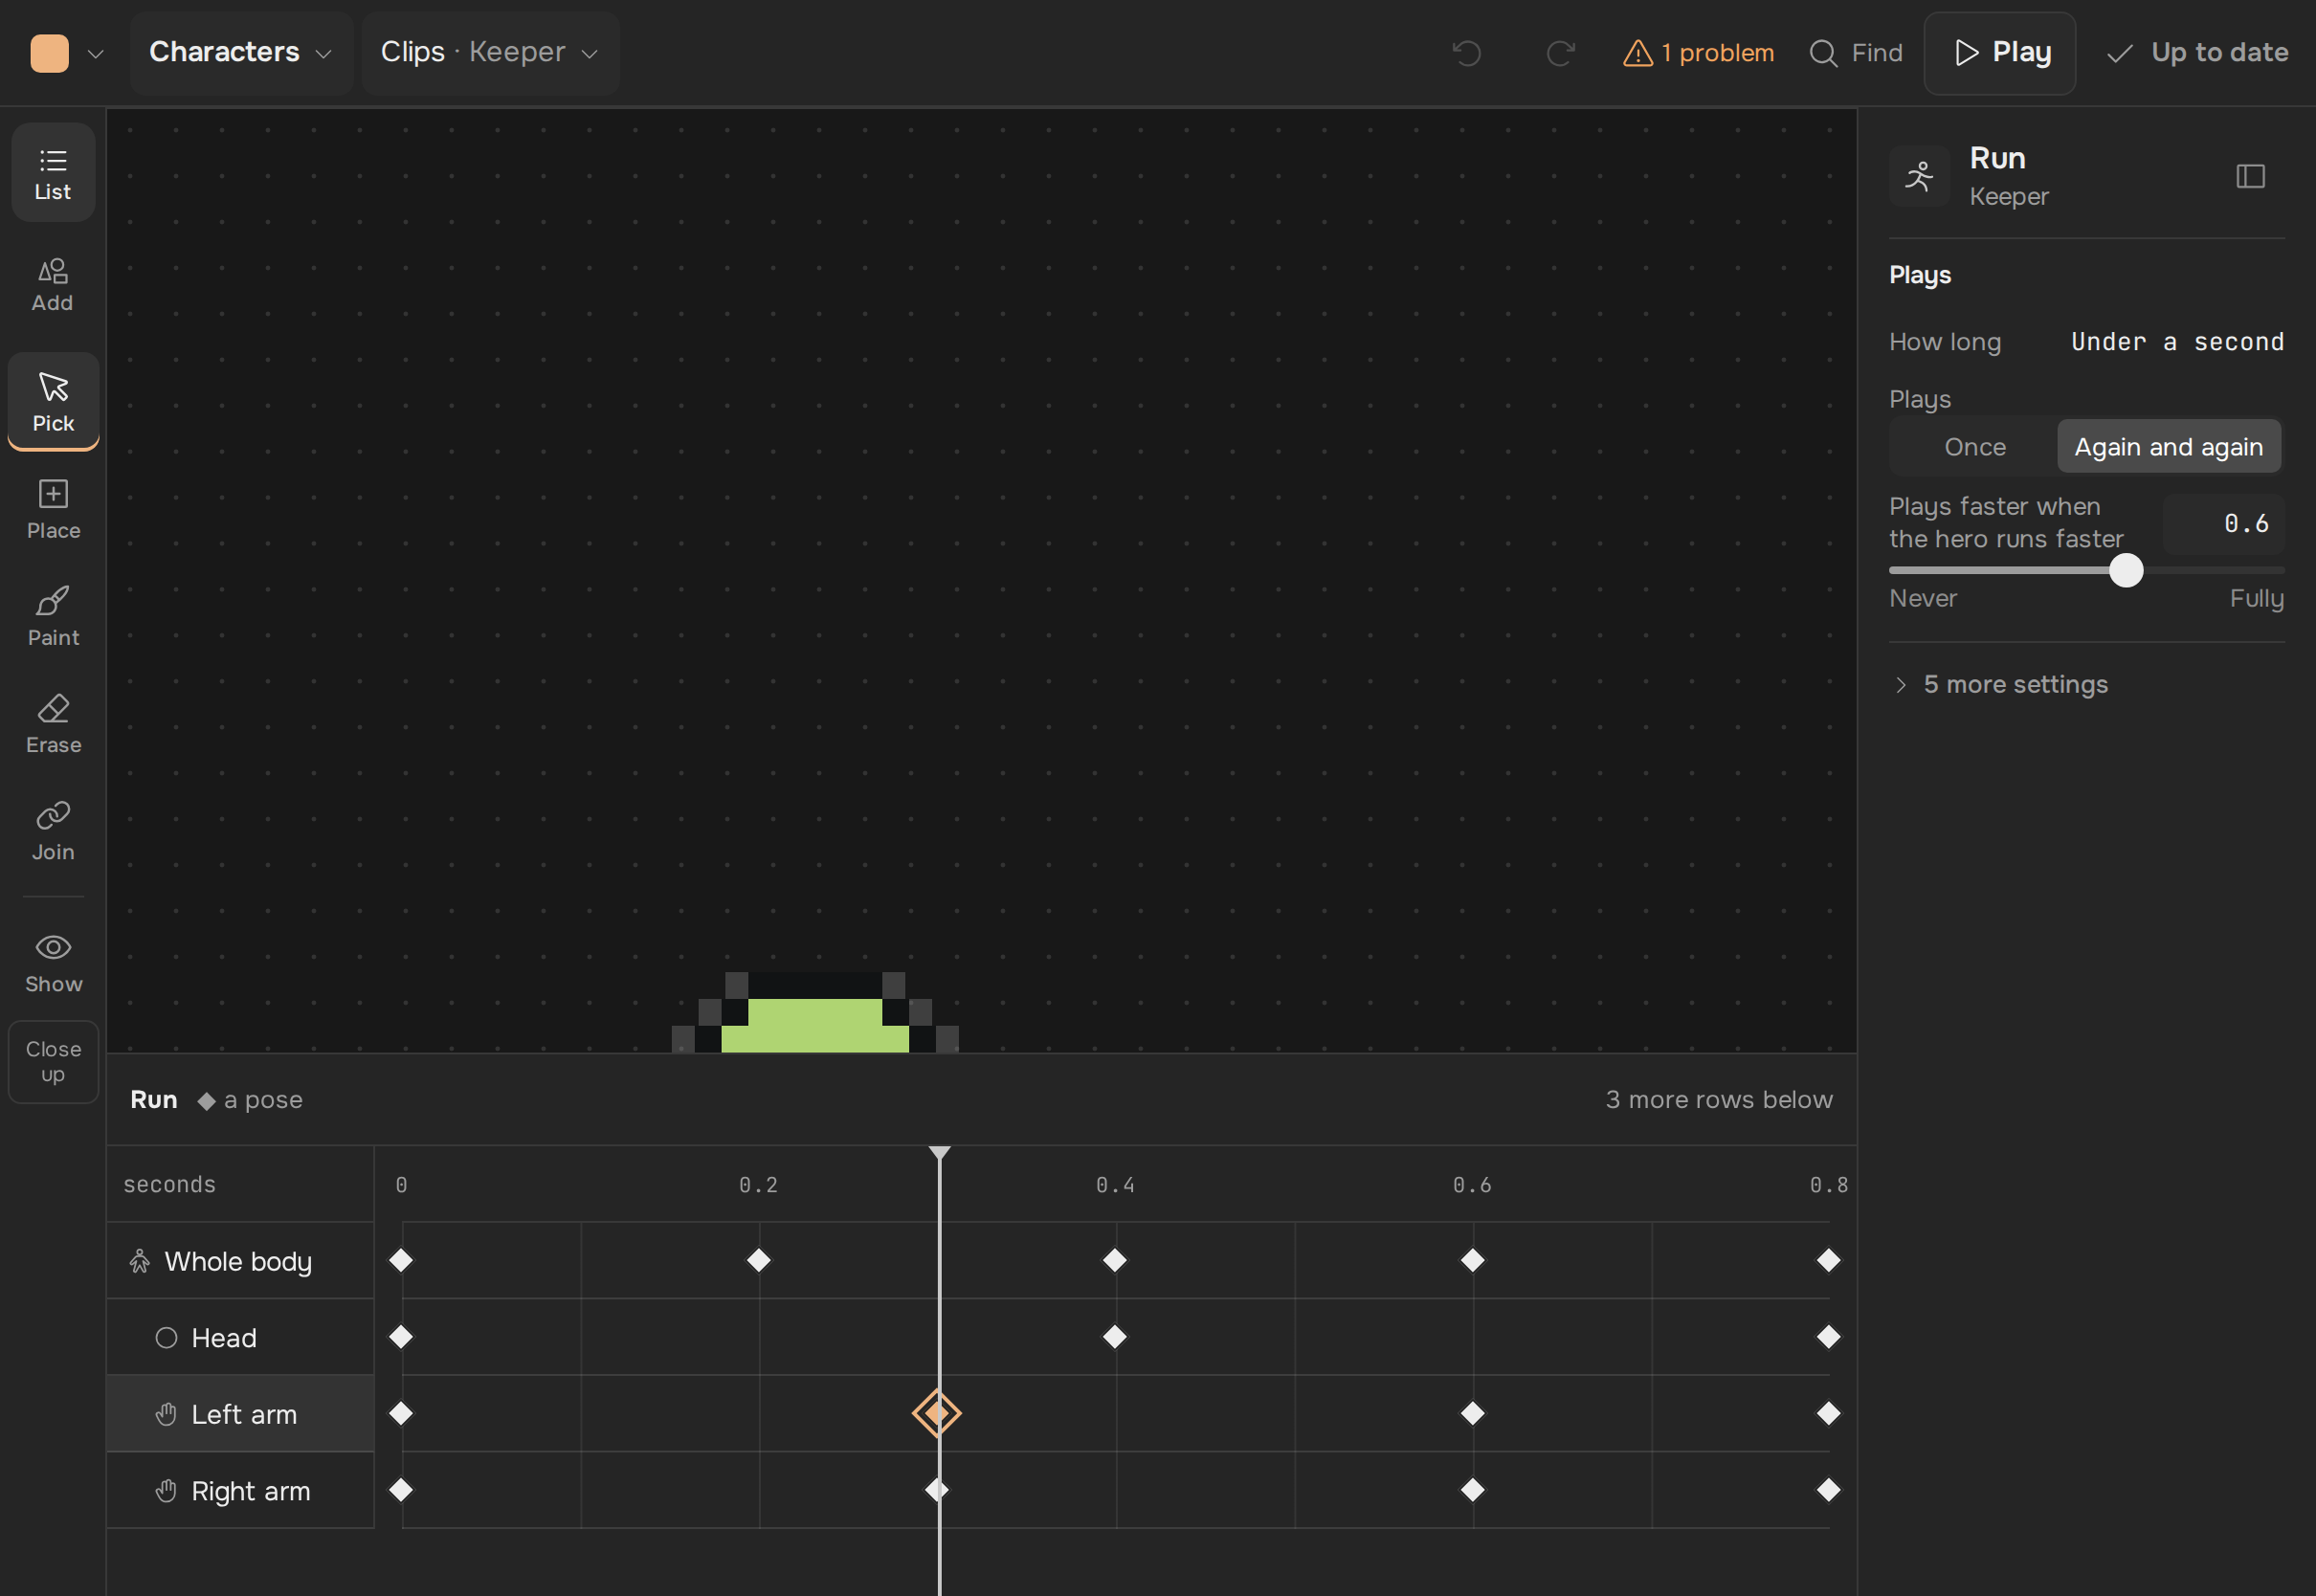 Characters
Clips · Keeper
1 problem
Find
Play
Up to date
List
Add
Pick
Place
Paint
Erase
Join
Show
Close
up
Run
Keeper
Plays
How long
Under a second
Plays
Once
Again and again
Plays faster when
the hero runs faster
0.6
Never
Fully
5 more settings
Run
a pose
3 more rows below
seconds
0
0.2
0.4
0.6
0.8
Whole body
Head
Left arm
Right arm